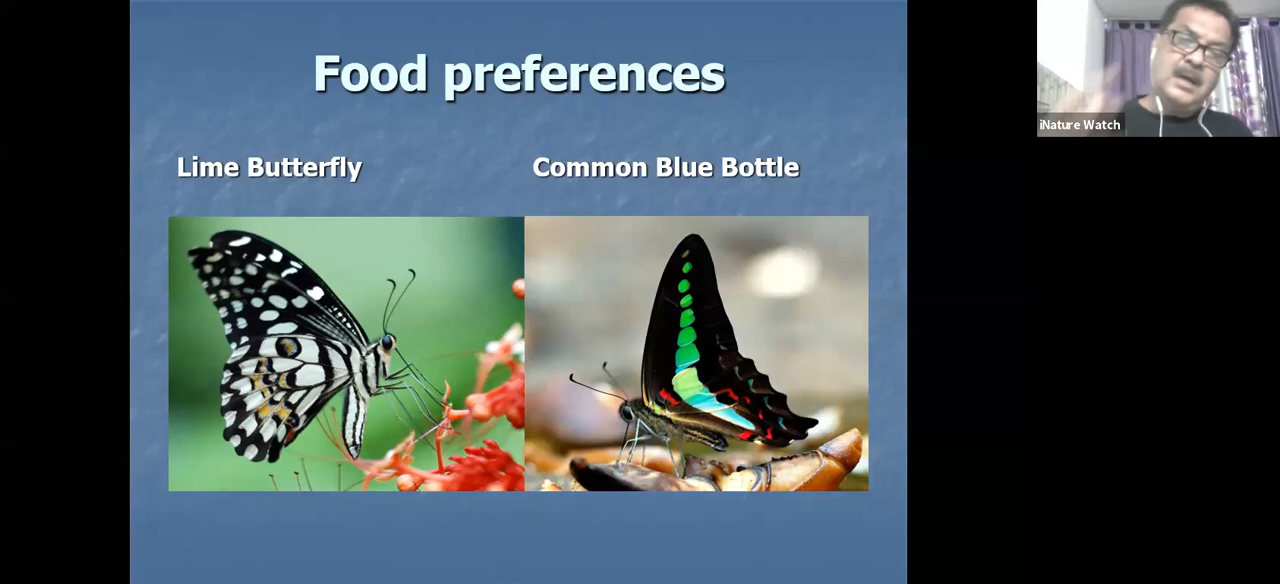 Food preferences
Lime Butterfly
Common Blue Bottle
iNature Watch